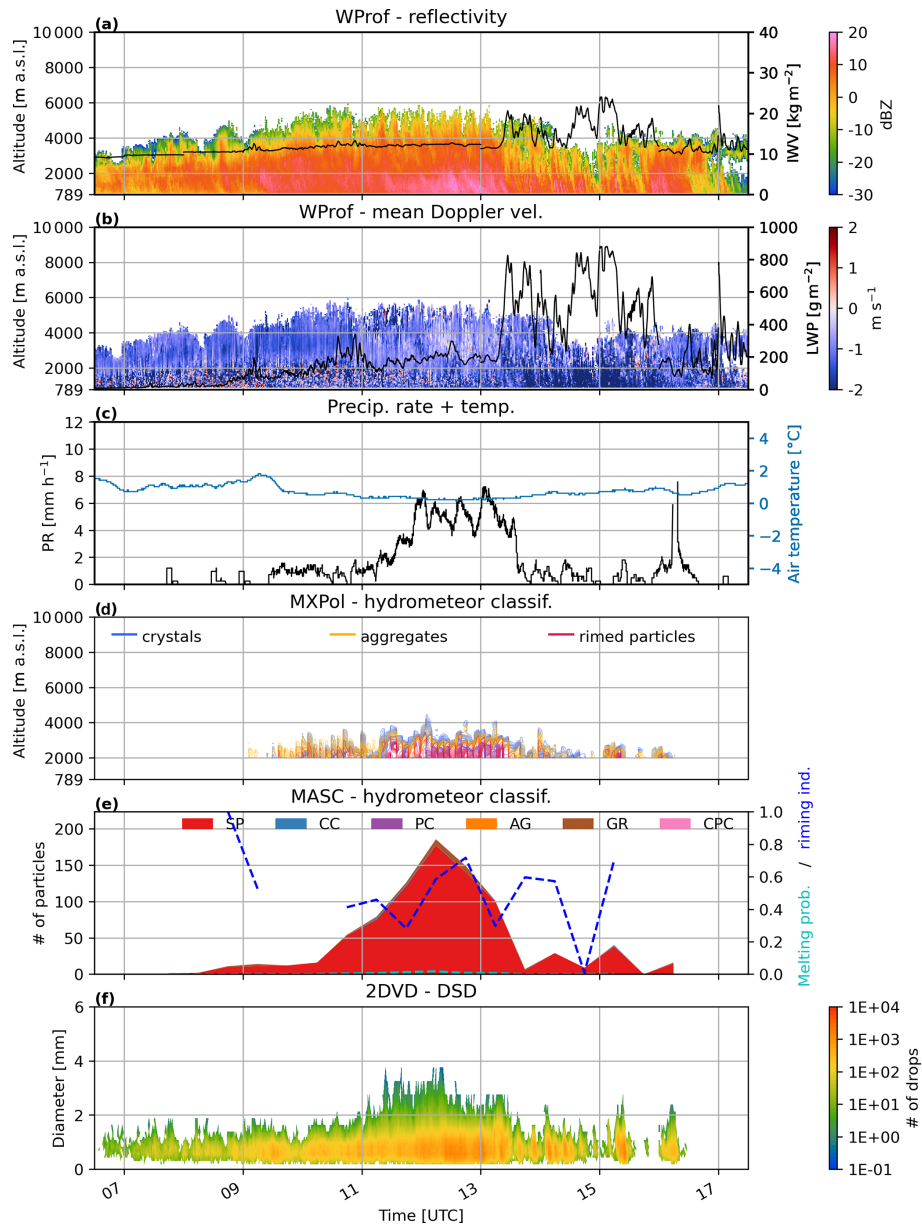 (a)
WProf - reflectivity
10 000
8000
6000
4000
2000
789
Altitude [m a.s.l.]
40
30
20
10
0
IWV [kg m⁻²]
20
10
0
−10
−20
−30
dBZ
(b)
WProf - mean Doppler vel.
10 000
8000
6000
4000
2000
789
Altitude [m a.s.l.]
1000
800
600
400
200
0
LWP [g m⁻²]
2
1
0
-1
-2
m s⁻¹
(c)
Precip. rate + temp.
12
10
8
6
4
2
0
PR [mm h⁻¹]
4
2
0
−2
−4
Air temperature [°C]
(d)
MXPol - hydrometeor classif.
crystals
aggregates
rimed particles
10 000
8000
6000
4000
2000
789
Altitude [m a.s.l.]
(e)
MASC - hydrometeor classif.
SP
CC
PC
AG
GR
CPC
200
150
100
50
0
# of particles
1.0
0.8
0.6
0.4
0.2
0.0
Melting prob. / riming ind.
(f)
2DVD - DSD
6
4
2
0
Diameter [mm]
1E+04
1E+03
1E+02
1E+01
1E+00
1E-01
# of drops
07 09 11 13 15 17
Time [UTC]